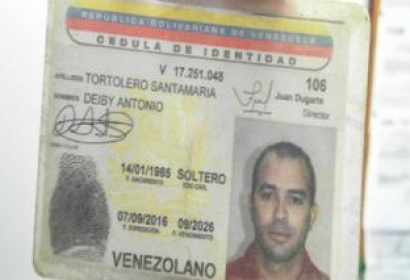 REPUBLICA BOLIVARIANA DE VENEZUELA
CEDULA DE IDENTIDAD
V 17.251.048
106
APELLIDOS TORTOLERO SANTAMARIA
NOMBRES DEIBY ANTONIO
Juan Dugarte
Director
14/01/1985 SOLTERO
F. NACIMIENTO EDO CIVIL
07/09/2016 09/2026
F. EXPEDICION F. VENCIMIENTO
VENEZOLANO